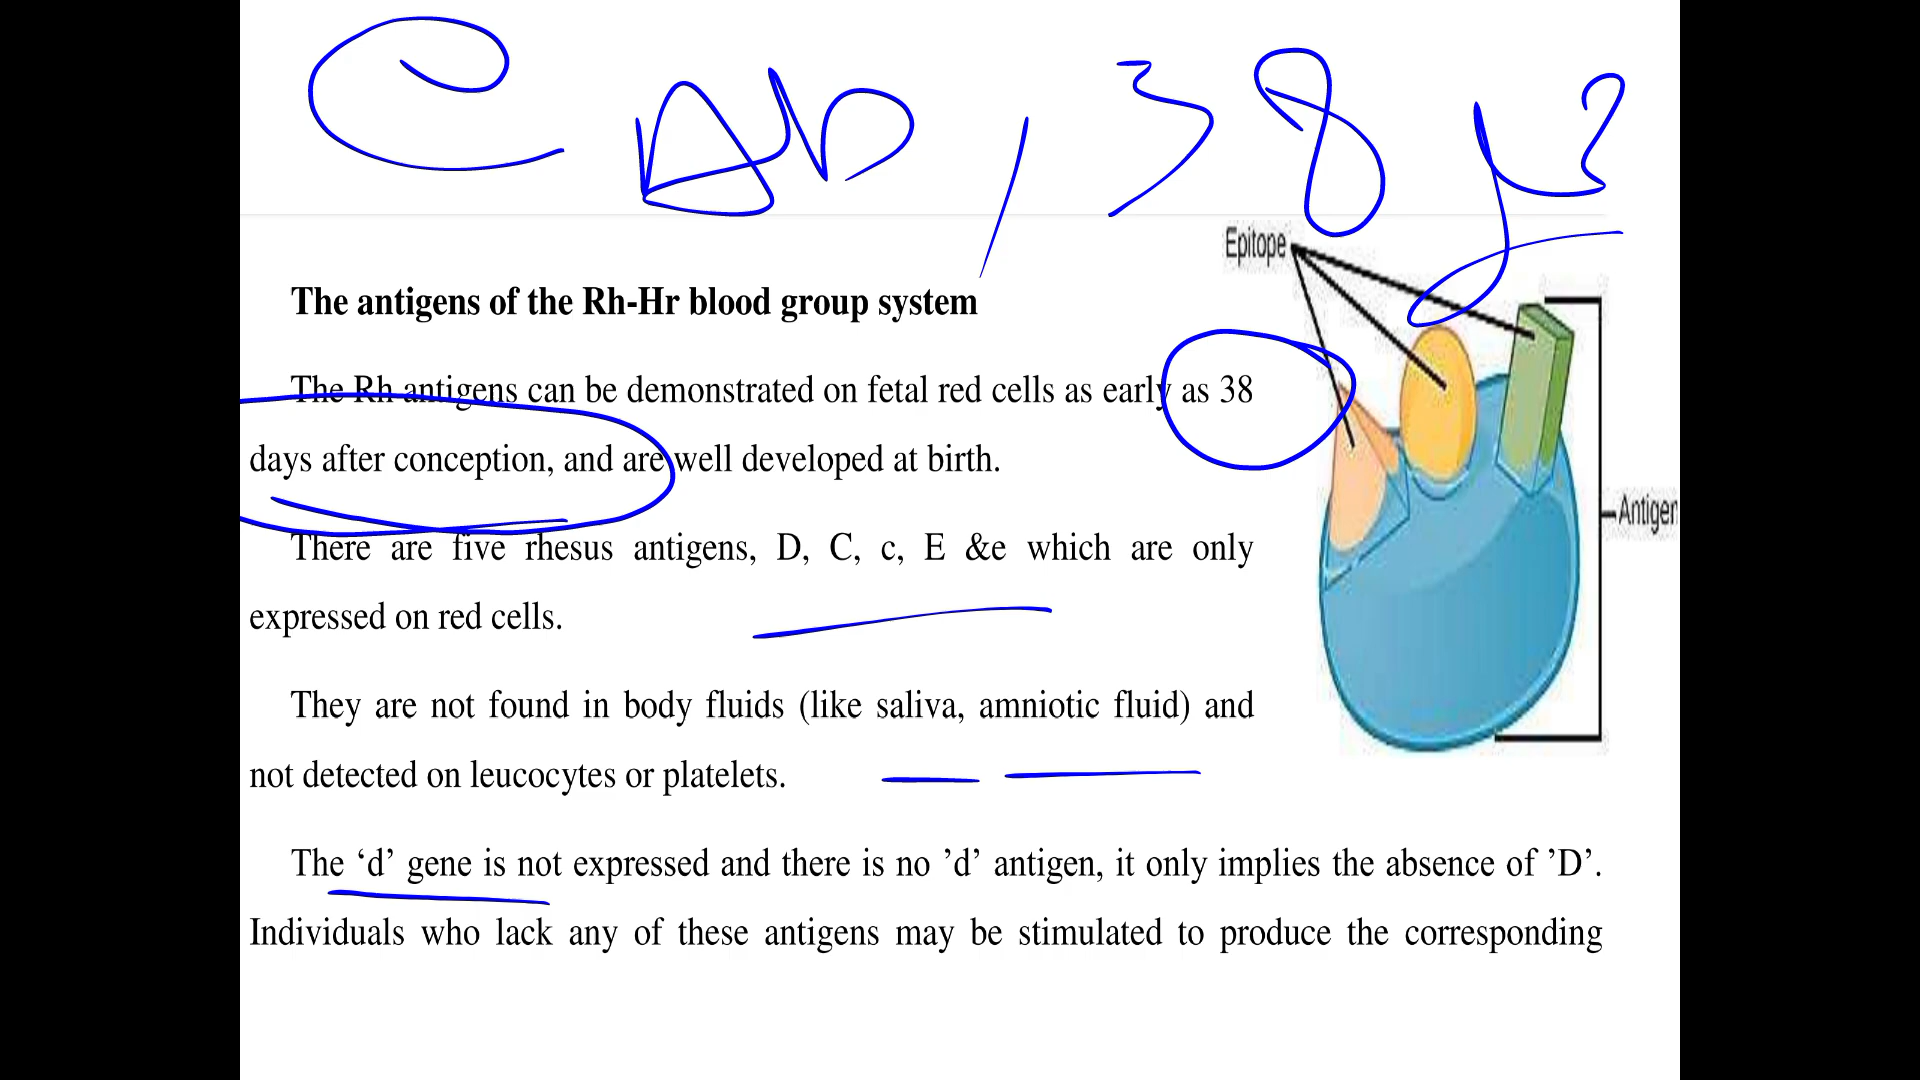 38
Epitope
The antigens of the Rh-Hr blood group system
The Rh antigens can be demonstrated on fetal red cells as early as 38
days after conception, and are well developed at birth.
Antigen
There are five rhesus antigens, D, C, c, E &e which are only
expressed on red cells.
They are not found in body fluids (like saliva, amniotic fluid) and
not detected on leucocytes or platelets.
The ‘d’ gene is not expressed and there is no ’d’ antigen, it only implies the absence of ’D’.
Individuals who lack any of these antigens may be stimulated to produce the corresponding